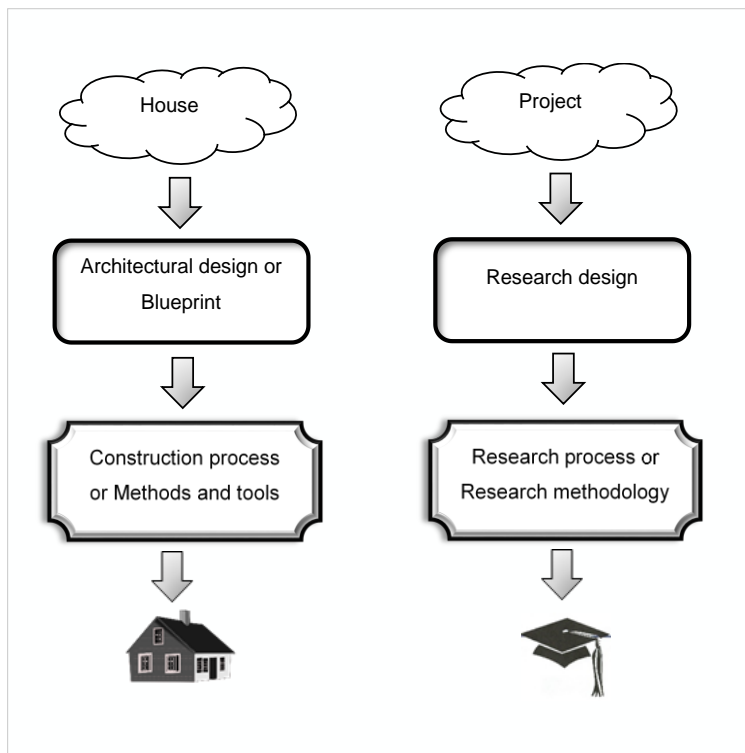 House
Project
Architectural design or
Blueprint
Research design
Construction process
or Methods and tools
Research process or
Research methodology